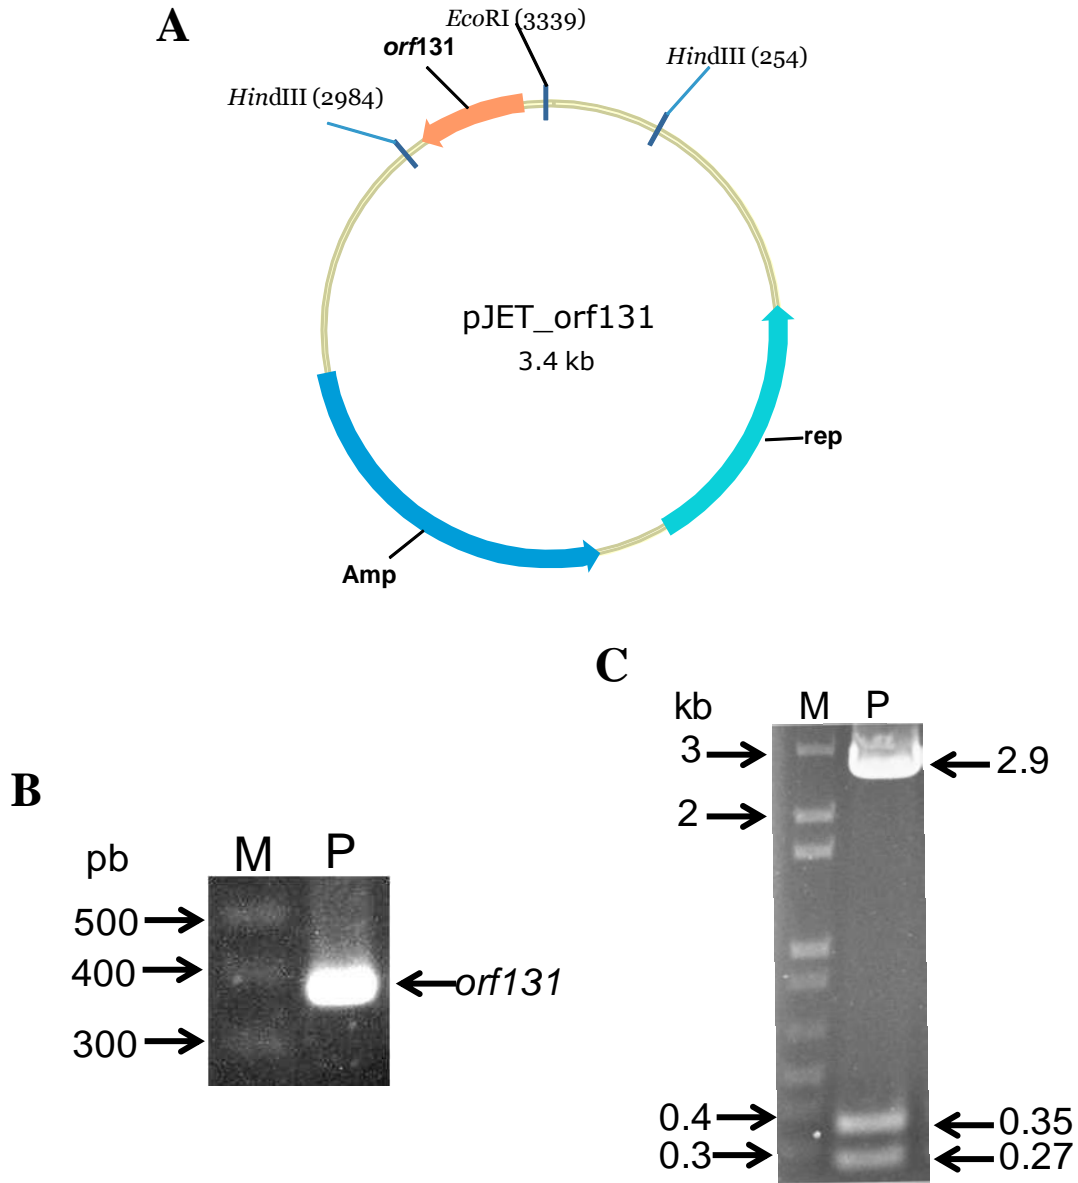 A
EcoRI (3339)
orf131
HindIII (254)
HindIII (2984)
pJET_orf131
3.4 kb
rep
Amp
C
kb
M P
3
2.9
2
B
pb
M P
500
400
orf131
300
0.4
0.35
0.3
0.27